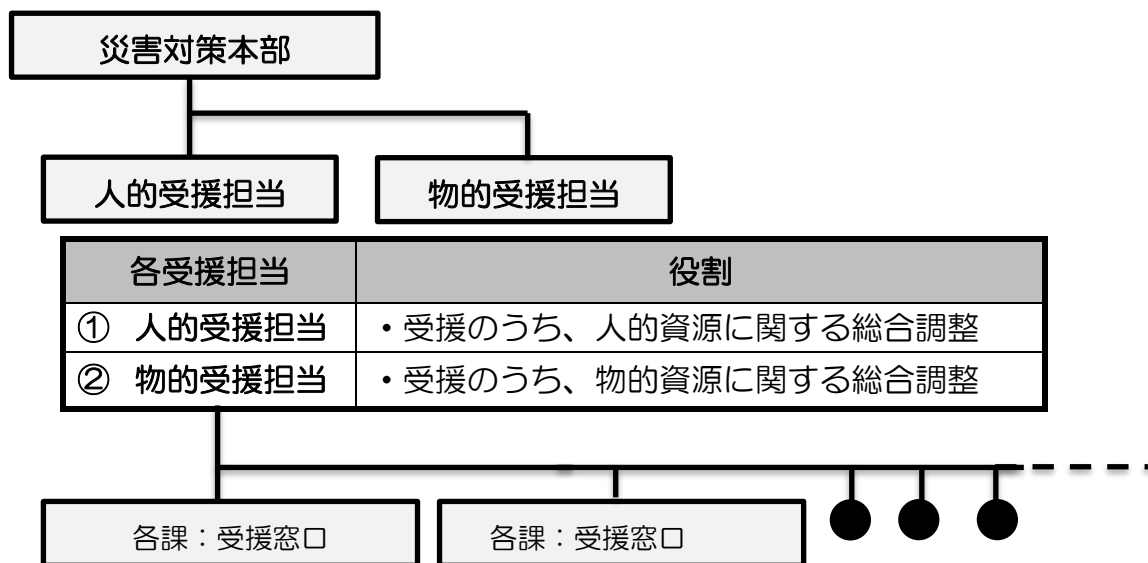 災害対策本部
人的受援担当
物的受援担当
各受援担当
役割
① 人的受援担当
・受援のうち、人的資源に関する総合調整
② 物的受援担当
・受援のうち、物的資源に関する総合調整
各課：受援窓口
各課：受援窓口